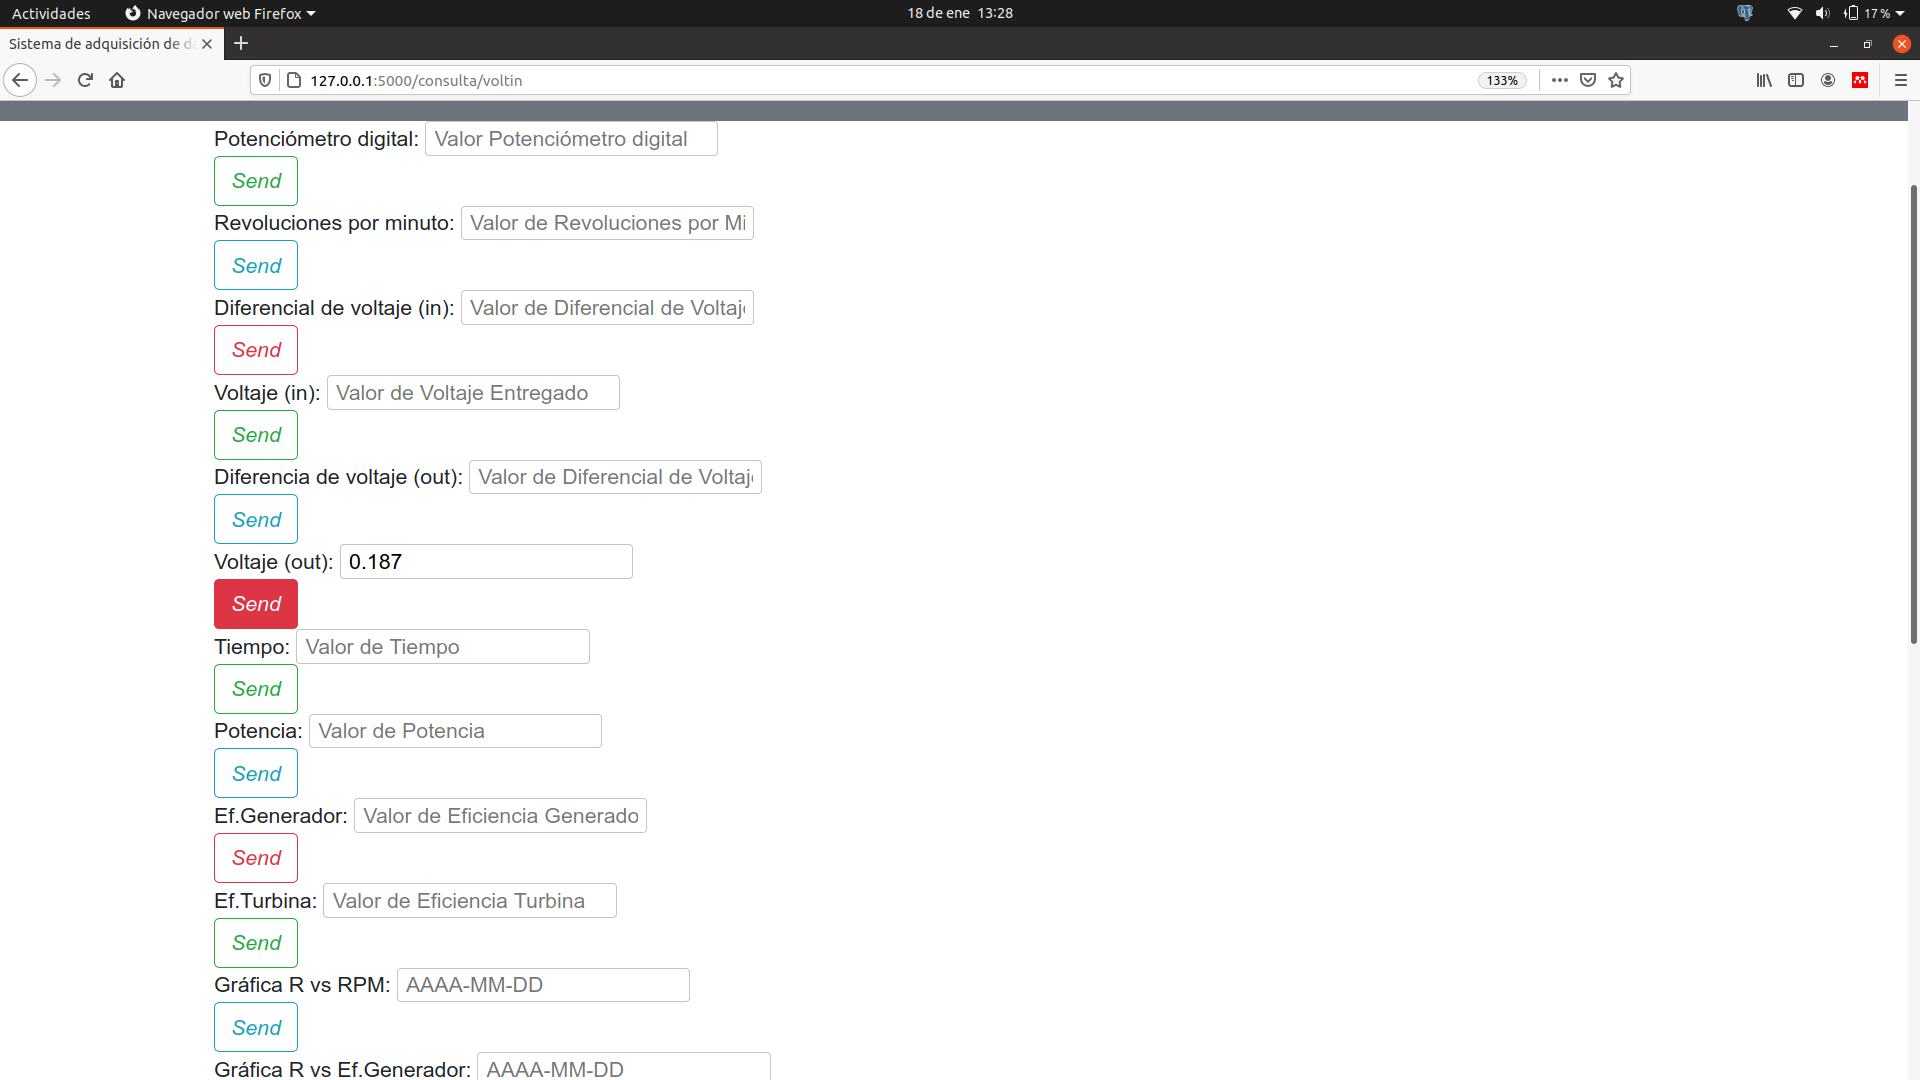 Actividades Navegador web Firefox 18 de ene 13:28 17 %
Sistema de adquisición de d
127.0.0.1:5000/consulta/voltin 133%
Potenciómetro digital: Valor Potenciómetro digital
Send
Revoluciones por minuto: Valor de Revoluciones por Mi
Send
Diferencial de voltaje (in): Valor de Diferencial de Voltaje
Send
Voltaje (in): Valor de Voltaje Entregado
Send
Diferencia de voltaje (out): Valor de Diferencial de Voltaje
Send
Voltaje (out): 0.187
Send
Tiempo: Valor de Tiempo
Send
Potencia: Valor de Potencia
Send
Ef.Generador: Valor de Eficiencia Generado
Send
Ef.Turbina: Valor de Eficiencia Turbina
Send
Gráfica R vs RPM: AAAA-MM-DD
Send
Gráfica R vs Ef.Generador: AAAA-MM-DD